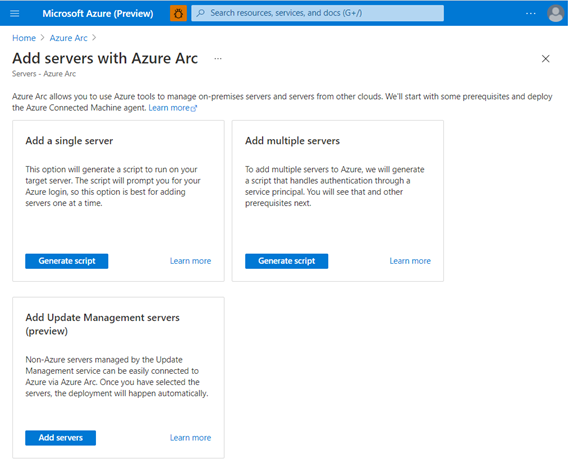 Microsoft Azure (Preview)
Search resources, services, and docs (G+/)
Home > Azure Arc >
Add servers with Azure Arc ...
Servers - Azure Arc
Azure Arc allows you to use Azure tools to manage on-premises servers and servers from other clouds. We'll start with some prerequisites and deploy
the Azure Connected Machine agent. Learn more
Add a single server
This option will generate a script to run on your
target server. The script will prompt you for your
Azure login, so this option is best for adding
servers one at a time.
Generate script
Learn more
Add multiple servers
To add multiple servers to Azure, we will generate
a script that handles authentication through a
service principal. You will see that and other
prerequisites next.
Generate script
Learn more
Add Update Management servers
(preview)
Non-Azure servers managed by the Update
Management service can be easily connected to
Azure via Azure Arc. Once you have selected the
servers, the deployment will happen automatically.
Add servers
Learn more